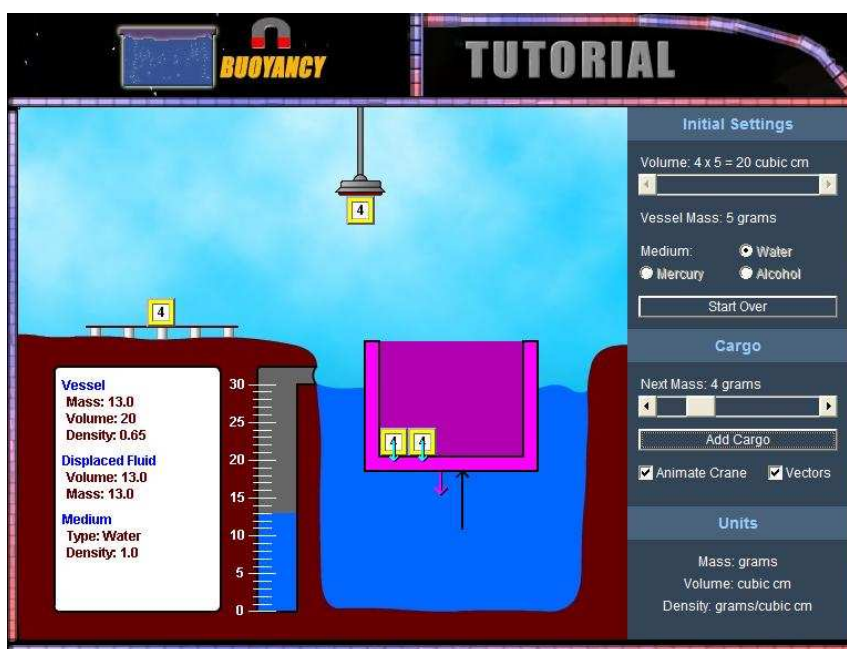 BUOYANCY
TUTORIAL
Initial Settings
Volume: 4 x 5 = 20 cubic cm
Vessel Mass: 5 grams
Medium:
Water
Mercury
Alcohol
Start Over
Cargo
Next Mass: 4 grams
Add Cargo
Animate Crane
Vectors
Units
Mass: grams
Volume: cubic cm
Density: grams/cubic cm
4
4
4
4
Vessel
Mass: 13.0
Volume: 20
Density: 0.65
Displaced Fluid
Volume: 13.0
Mass: 13.0
Medium
Type: Water
Density: 1.0
30
25
20
15
10
5
0